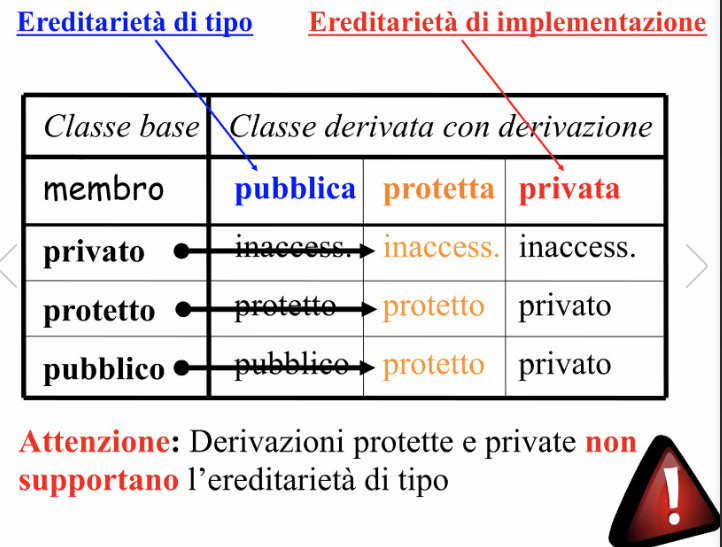 Ereditarietà di tipo Ereditarietà di implementazione
Classe base Classe derivata con derivazione
membro pubblica protetta privata
privato inaccess. inaccess. inaccess.
protetto protetto protetto privato
pubblico pubblico protetto privato
Attenzione: Derivazioni protette e private non
supportano l'ereditarietà di tipo